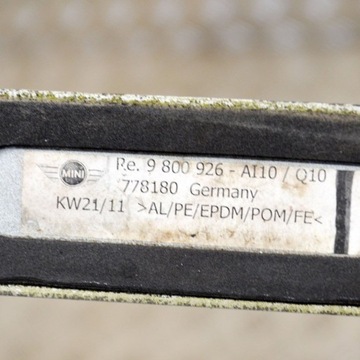 MINI
Re. 9 800 926 - AI10 / Q10
778180 Germany
KW21/11 >AL/PE/EPDM/POM/FE<